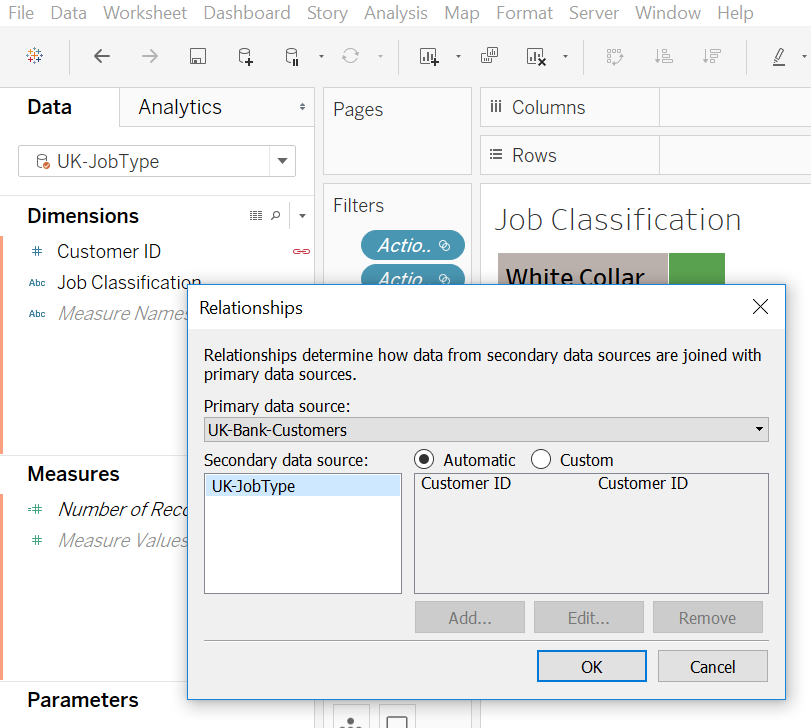 File Data Worksheet Dashboard Story Analysis Map Format Server Window Help
Data Analytics
UK-JobType
Dimensions
Customer ID
Abc Job Classification
Abc Measure Names
Measures
Number of Reco
Measure Values
Parameters
Pages
Filters
Actio..
Actio..
Columns
Rows
Job Classification
White Collar
Relationships
Relationships determine how data from secondary data sources are joined with
primary data sources.
Primary data source:
UK-Bank-Customers
Secondary data source: Automatic Custom
UK-JobType
Customer ID Customer ID
Add... Edit... Remove
OK Cancel